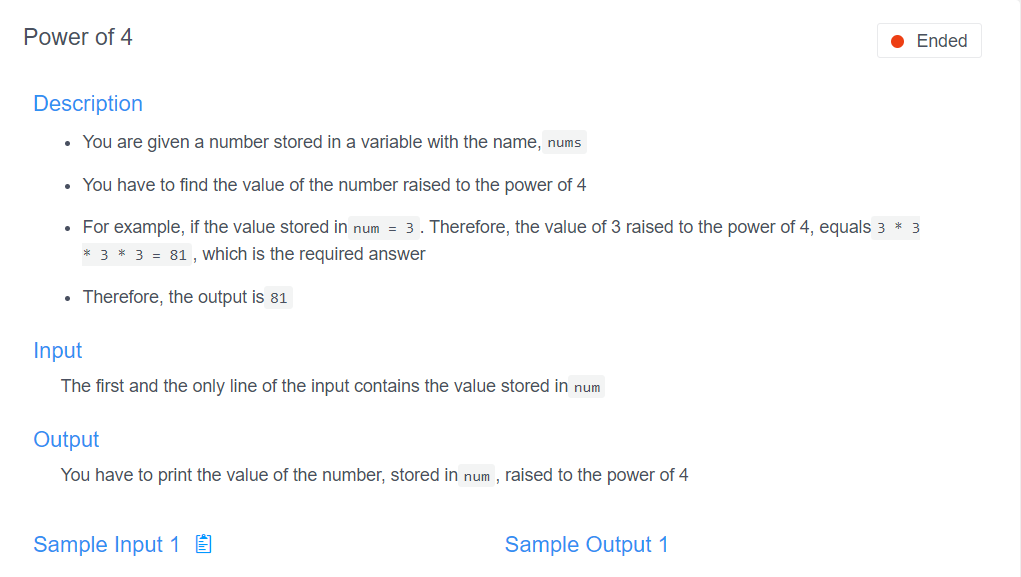 Power of 4
Ended
Description
You are given a number stored in a variable with the name, nums
You have to find the value of the number raised to the power of 4
For example, if the value stored in num = 3 . Therefore, the value of 3 raised to the power of 4, equals 3 * 3
* 3 * 3 = 81 , which is the required answer
Therefore, the output is 81
Input
The first and the only line of the input contains the value stored in num
Output
You have to print the value of the number, stored in num , raised to the power of 4
Sample Input 1
Sample Output 1